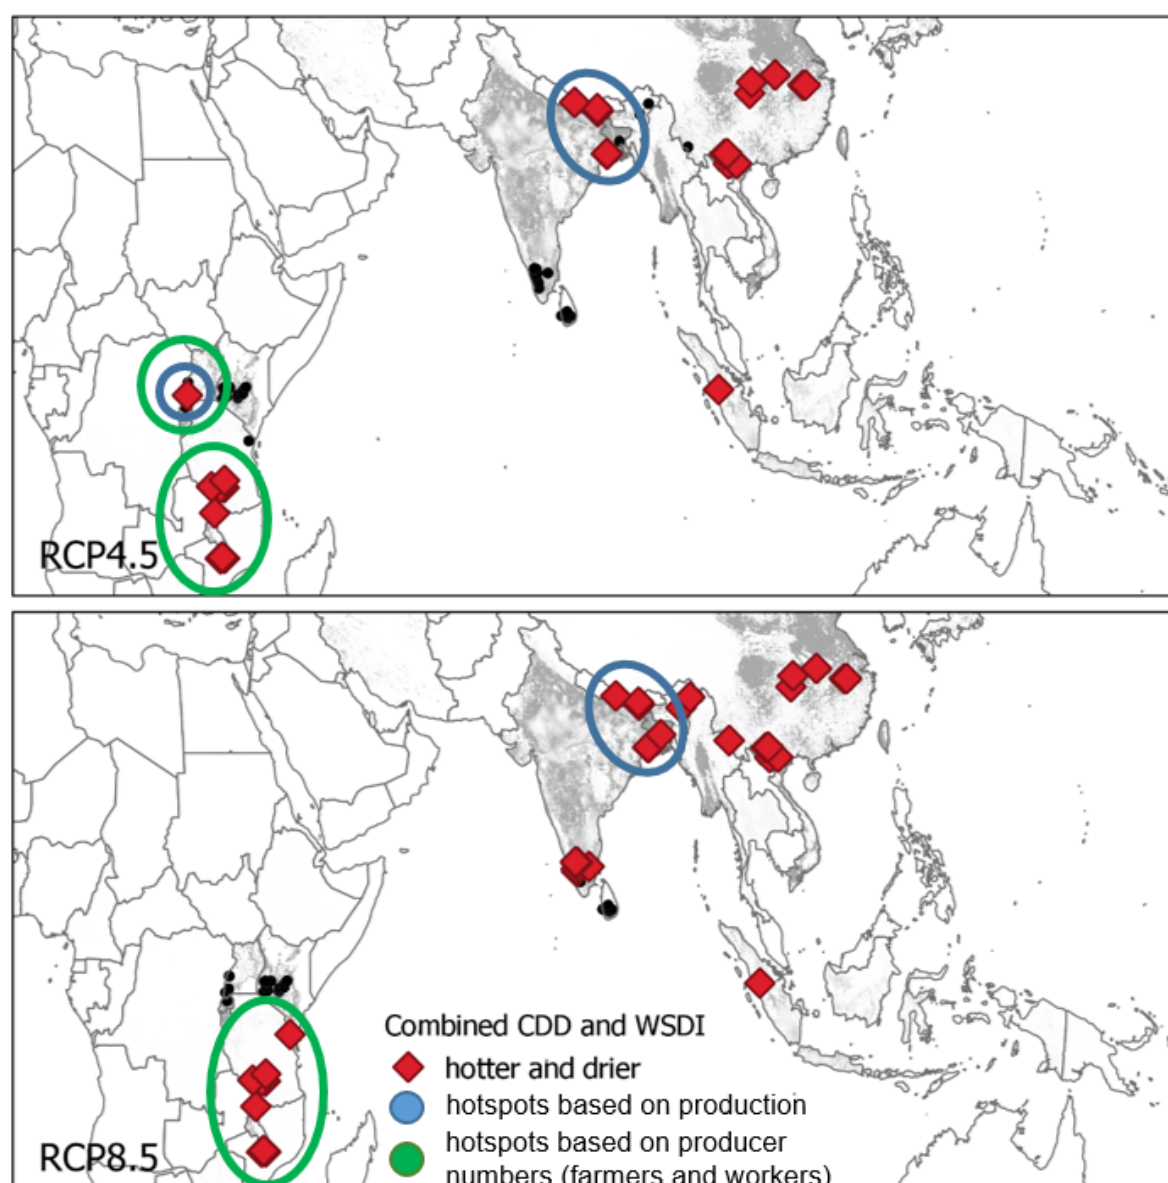 RCP4.5
Combined CDD and WSDI
hotter and drier
hotspots based on production
hotspots based on producer
numbers (farmers and workers)
RCP8.5